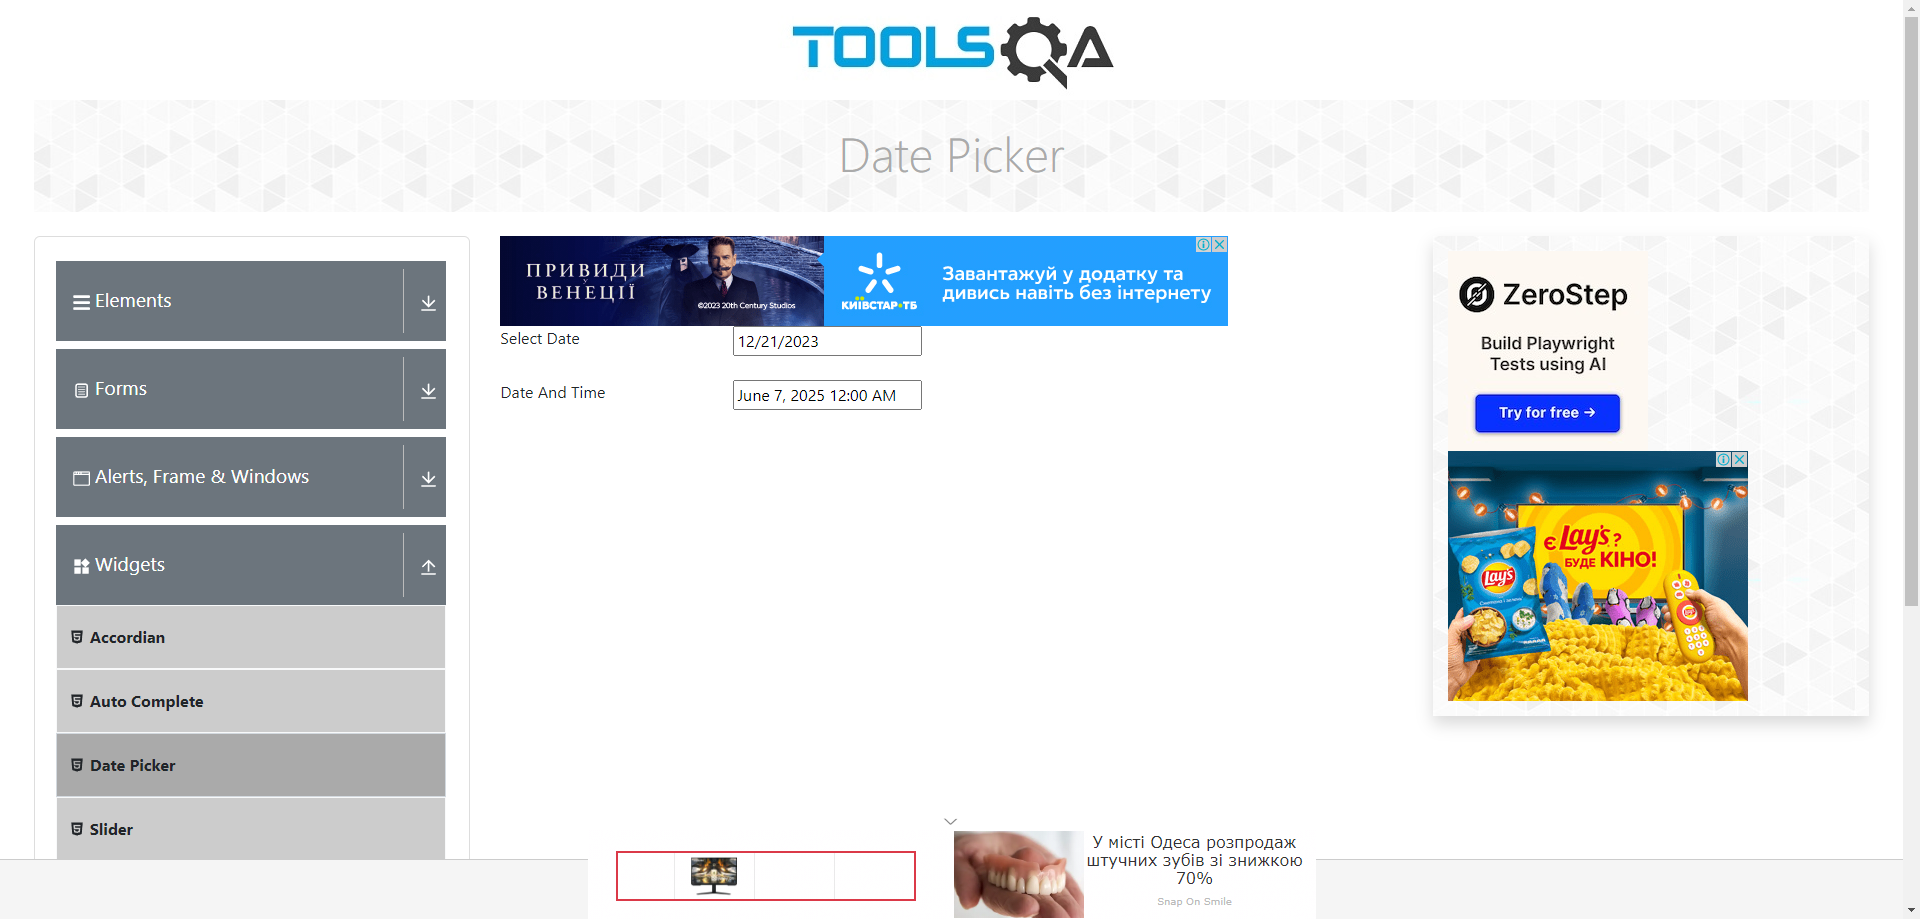 TOOLSQA
Date Picker
Elements
Forms
Alerts, Frame & Windows
Widgets
Accordian
Auto Complete
Date Picker
Slider
ПРИВИДИ
У
ВЕНЕЦІЇ
©2023 20th Century Studios
КИЇВСТАР·ТБ
Завантажуй у додатку та
дивись навіть без інтернету
Select Date
12/21/2023
Date And Time
June 7, 2025 12:00 AM
ZeroStep
Build Playwright
Tests using AI
Try for free →
Є Lay's?
БУДЕ КІНО!
Lay's
У місті Одеса розпродаж
штучних зубів зі знижкою
70%
Snap On Smile